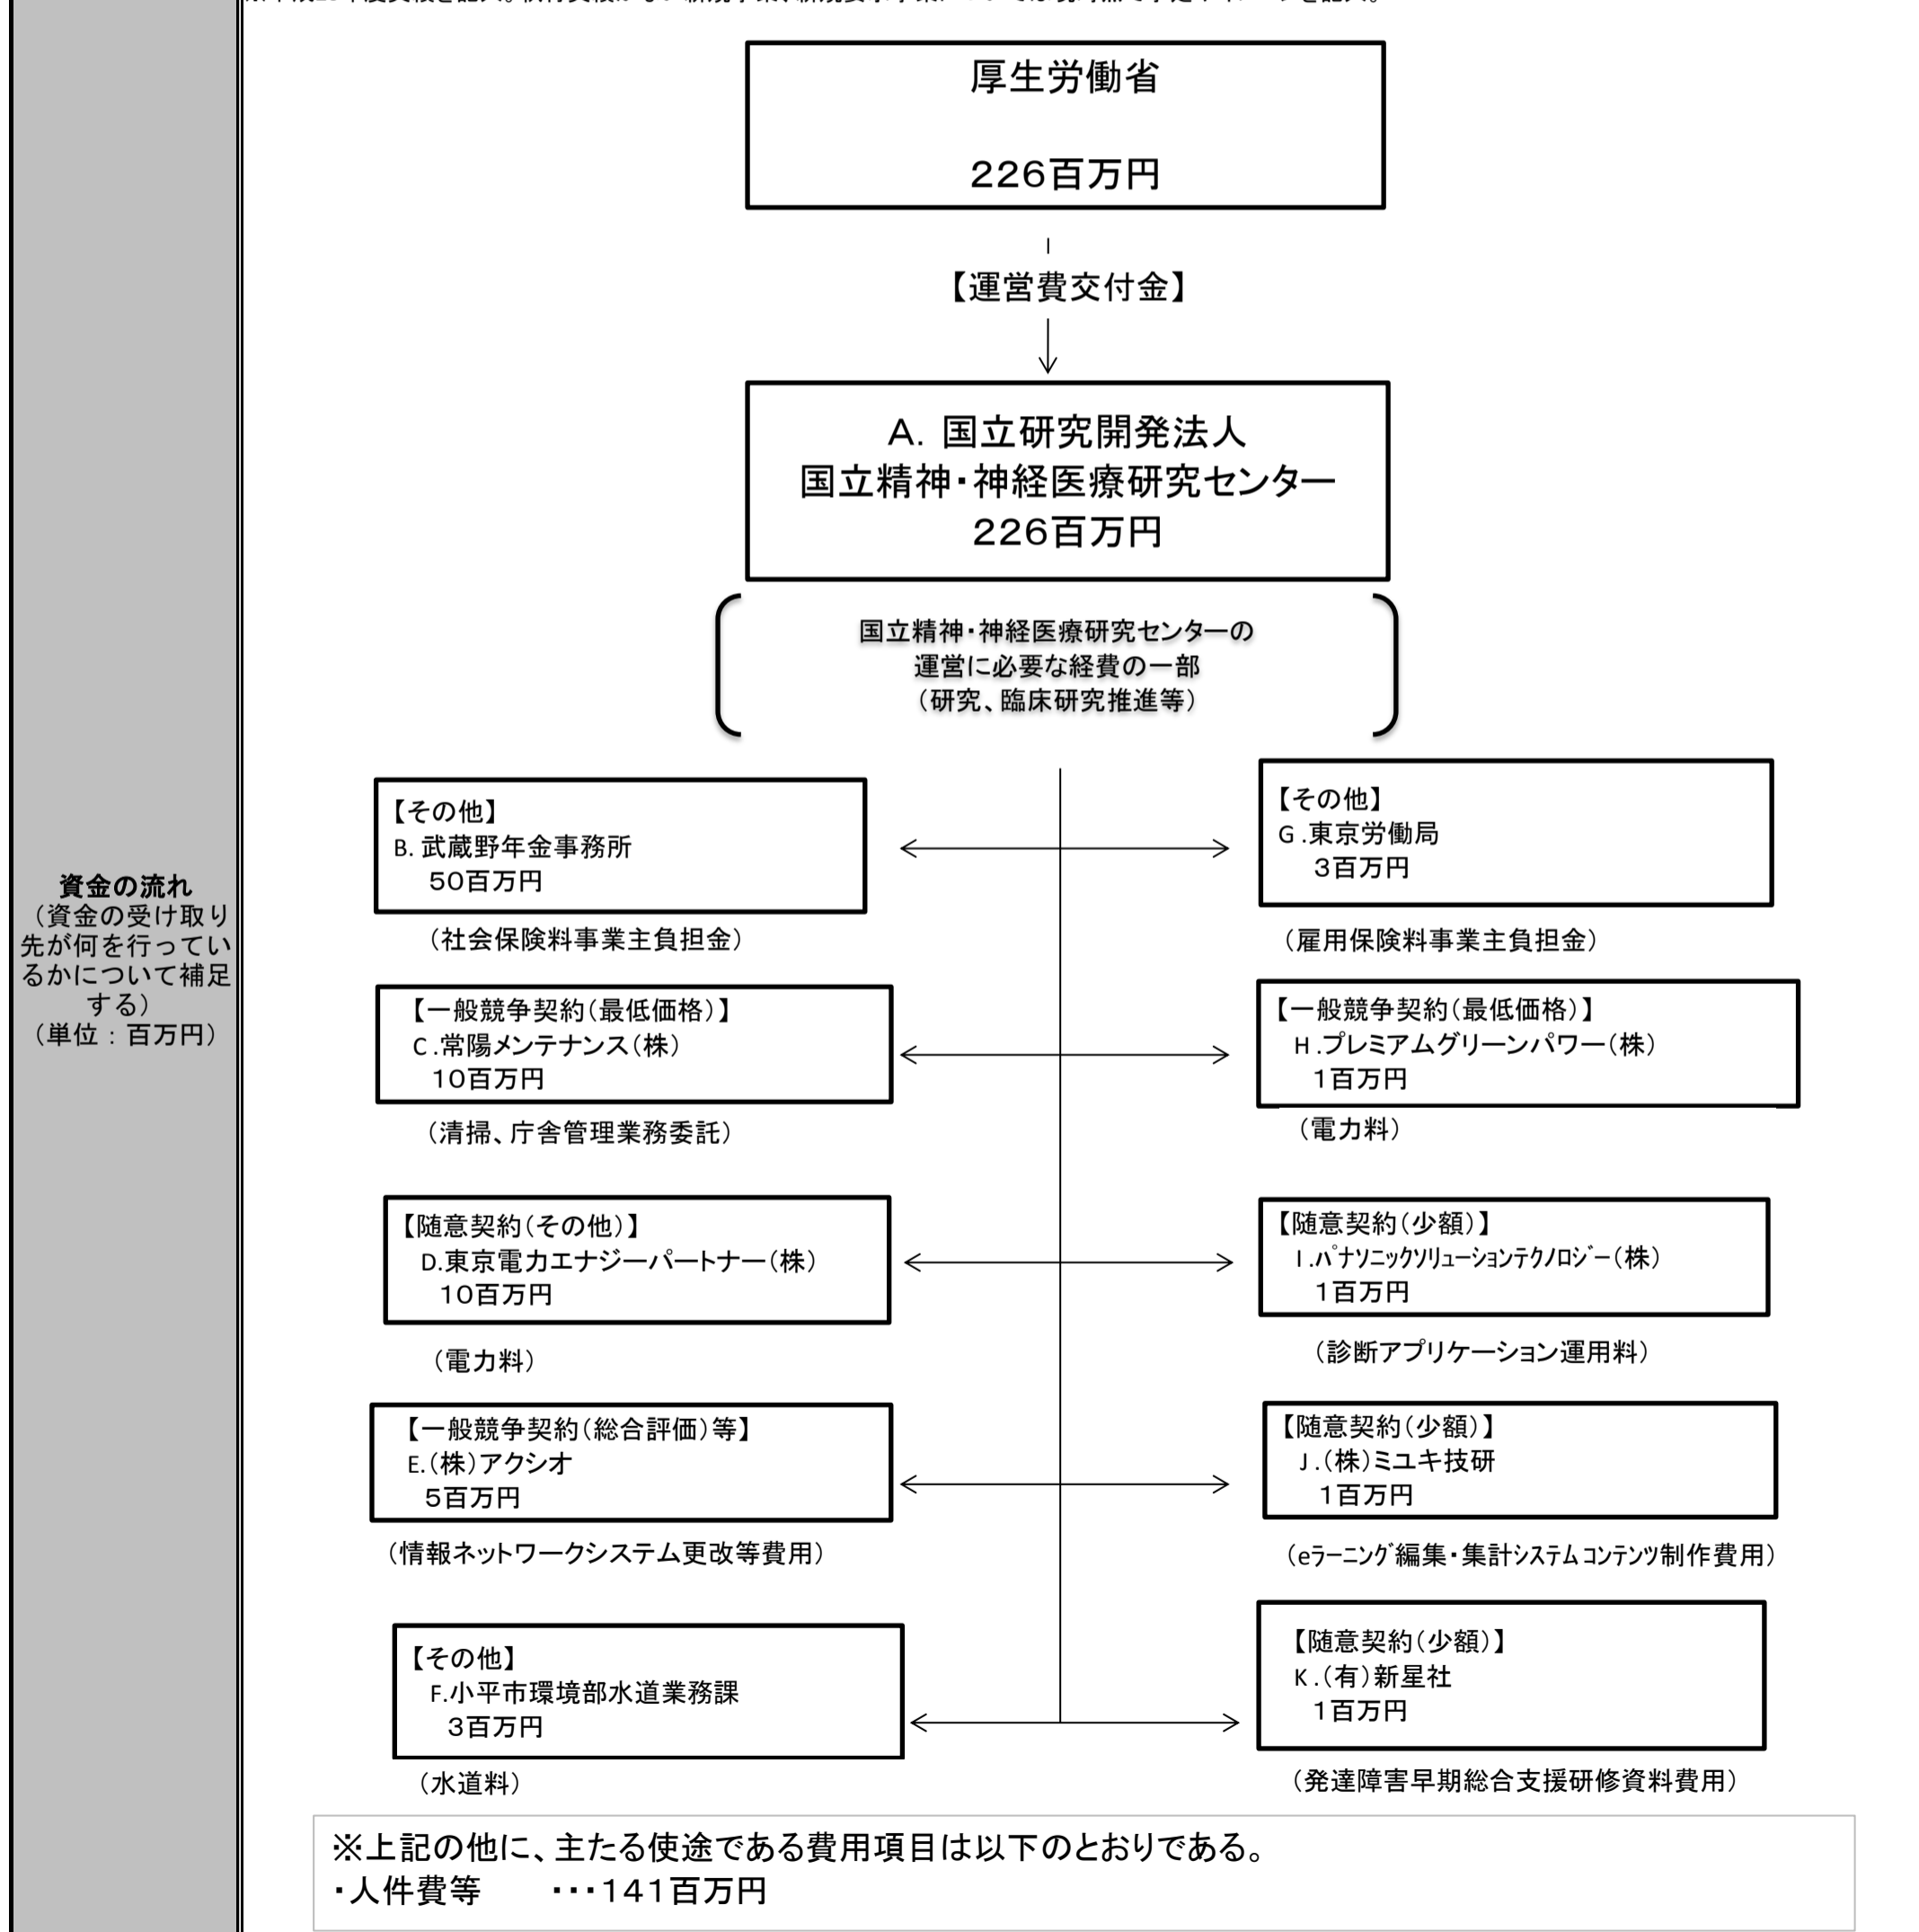 厚生労働省
226百万円
【運営費交付金】
A. 国立研究開発法人
国立精神・神経医療研究センター
226百万円
国立精神・神経医療研究センターの
運営に必要な経費の一部
（研究、臨床研究推進等）
資金の流れ
（資金の受け取り
先が何を行ってい
るかについて補足
する）
（単位：百万円）
【その他】
B. 武蔵野年金事務所
50百万円
（社会保険料事業主負担金）
【その他】
G .東京労働局
3百万円
（雇用保険料事業主負担金）
【一般競争契約（最低価格）】
C .常陽メンテナンス（株）
10百万円
（清掃、庁舎管理業務委託）
【一般競争契約（最低価格）】
H .プレミアムグリーンパワー（株）
1百万円
（電力料）
【随意契約（その他）】
D.東京電力エナジーパートナー（株）
10百万円
（電力料）
【随意契約（少額）】
I .ﾊﾟﾅｿﾆｯｸｿﾘｭｰｼｮﾝﾃｸﾉﾛｼﾞｰ（株）
1百万円
（診断アプリケーション運用料）
【一般競争契約（総合評価）等】
E.（株）アクシオ
5百万円
（情報ネットワークシステム更改等費用）
【随意契約（少額）】
J .（株）ミユキ技研
1百万円
（eﾗｰﾆﾝｸﾞ編集・集計ｼｽﾃﾑ ｺﾝﾃﾝﾂ制作費用）
【その他】
F.小平市環境部水道業務課
3百万円
（水道料）
【随意契約（少額）】
K .（有）新星社
1百万円
（発達障害早期総合支援研修資料費用）
※上記の他に、主たる使途である費用項目は以下のとおりである。
・人件費等　　・・・141百万円